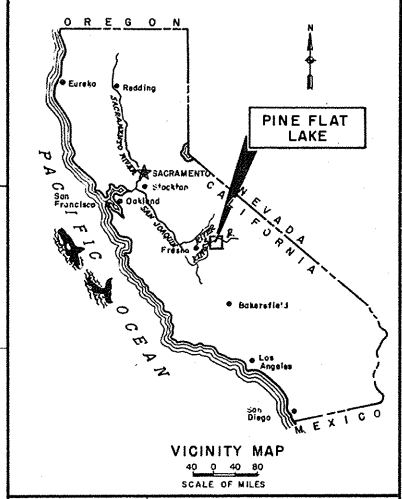 OREGON
N
Eureka
Redding
SACRAMENTO RIVER
PINE FLAT
LAKE
SACRAMENTO
Stockton
San
Francisco
Oakland
NEVADA
CALIFORNIA
PACIFIC OCEAN
SAN JOAQUIN
Fresno
KINGS
R.
Bakersfield
Los
Angeles
San
Diego
MEXICO
VICINITY MAP
40 0 40 80
SCALE OF MILES